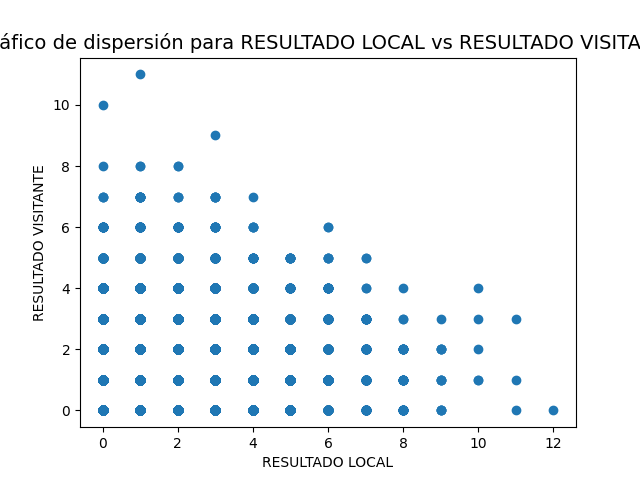 áfico de dispersión para RESULTADO LOCAL vs RESULTADO VISITA
10
8
6
4
2
0
RESULTADO VISITANTE
0 2 4 6 8 10 12
RESULTADO LOCAL